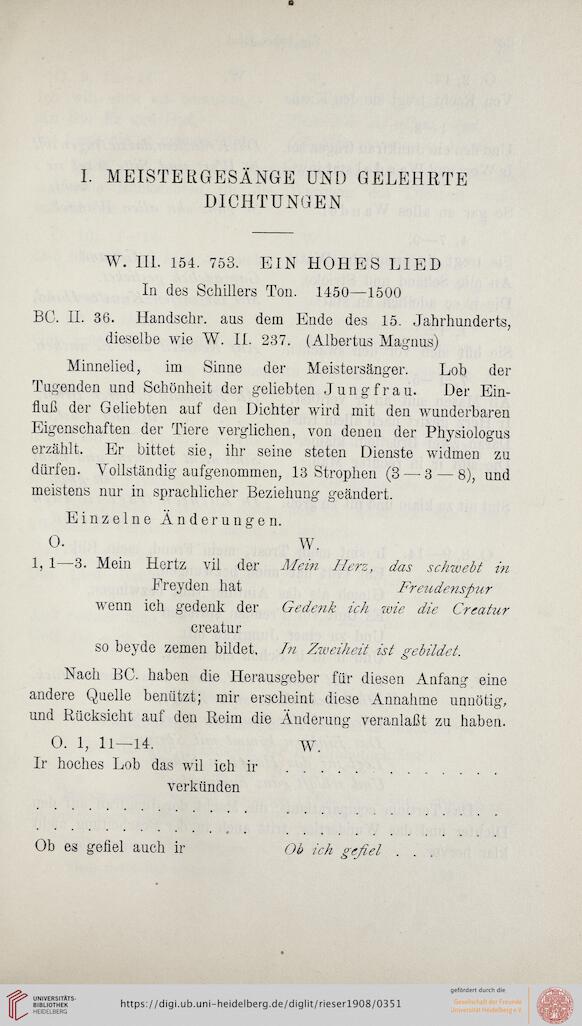 I. MEISTERGESÄNGE UND GELEHRTE
DICHTUNGEN
W. III. 154. 753. EIN HOHES LIED
In des Schillers Ton. 1450—1500
BC. II. 36. Handschr. aus dem Ende des 15. Jahrhunderts,
dieselbe wie W. II. 237. (Albertus Magnus)
Minnelied, im Sinne der Meistersänger. Lob der
Tugenden und Schönheit der geliebten Jungfrau. Der Ein-
fluß der Geliebten auf den Dichter wird mit den wunderbaren
Eigenschaften der Tiere verglichen, von denen der Physiologus
erzählt. Er bittet sie, ihr seine steten Dienste widmen zu
dürfen. Vollständig aufgenommen, 13 Strophen (3 — 3 — 8), und
meistens nur in sprachlicher Beziehung geändert.
Einzelne Änderungen.
O. W.
1, 1—3. Mein Hertz vil der Mein Herz, das schwebt in
Freyden hat Freudenspur
wenn ich gedenk der Gedenk ich wie die Creatur
creatur
so beyde zemen bildet. In Zweiheit ist gebildet.
Nach BC. haben die Herausgeber für diesen Anfang eine
andere Quelle benützt; mir erscheint diese Annahme unnötig,
und Rücksicht auf den Reim die Änderung veranlaßt zu haben.
O. 1, 11—14. W.
Ir hoches Lob das wil ich ir . . . . . . . . . . . .
verkünden
. . . . . . . . . . . . . . . . . . . . . . . .
. . . . . . . . . . . . . . . . . . . . . . . .
Ob es gefiel auch ir Ob ich gefiel . . .
UNIVERSITÄTS-
BIBLIOTHEK
HEIDELBERG
https://digi.ub.uni-heidelberg.de/diglit/rieser1908/0351
gefördert durch die
Gesellschaft der Freunde
Universität Heidelberg e.V.